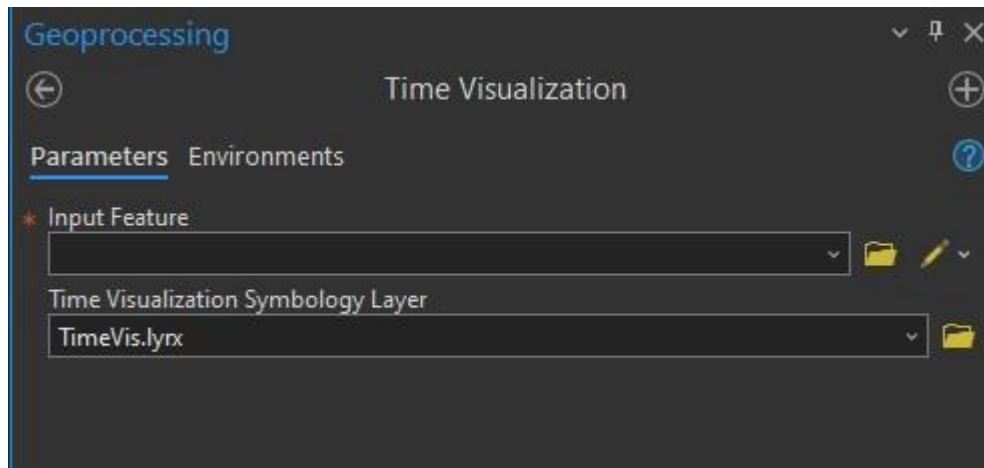 Geoprocessing
Time Visualization
Parameters Environments
* Input Feature
Time Visualization Symbology Layer
TimeVis.lyrx